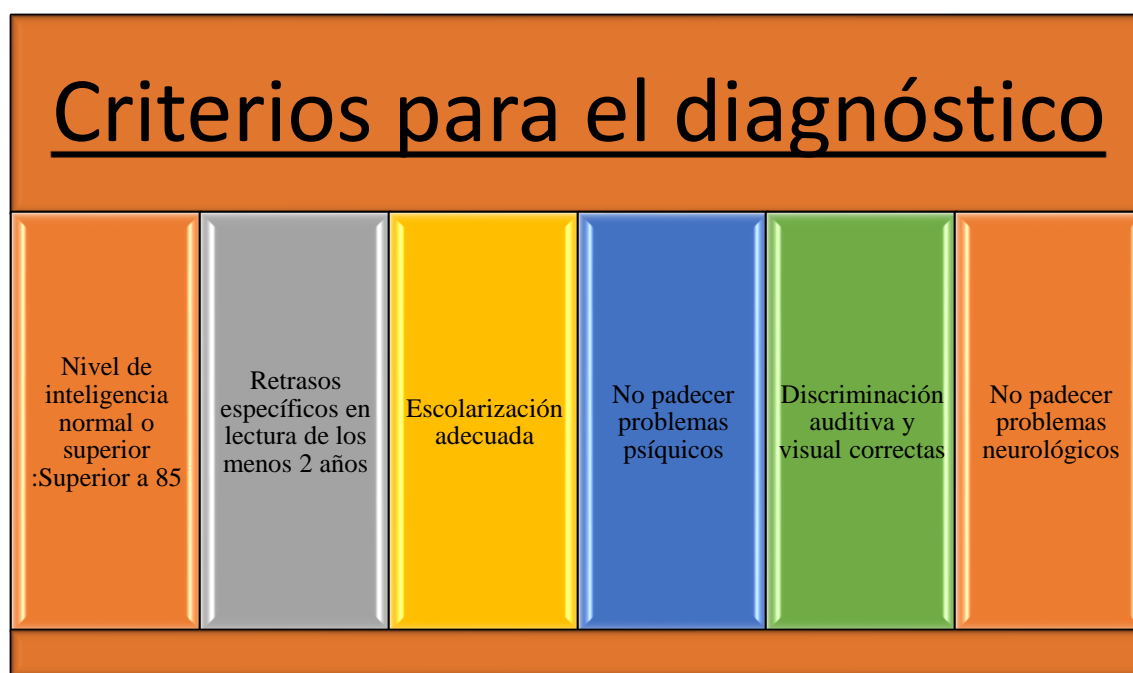 Criterios para el diagnóstico
Nivel de
inteligencia
normal o
superior
:Superior a 85
Retrasos
específicos en
lectura de los
menos 2 años
Escolarización
adecuada
No padecer
problemas
psíquicos
Discriminación
auditiva y
visual correctas
No padecer
problemas
neurológicos